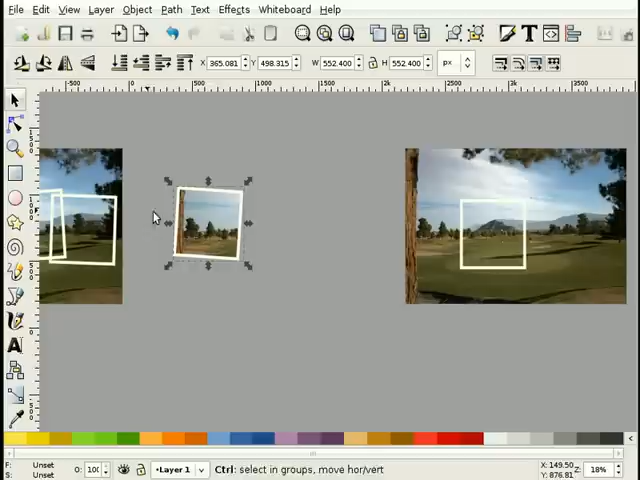 File Edit View Layer Object Path Text Effects Whiteboard Help
X 365.081 Y 498.315 W 552.400 H 552.400 px
-500 0 500 1000 1500 2500 3k 3500
F: Unset
S: Unset
O: 100
•Layer 1
Ctrl: select in groups, move hor/vert
X: 149.50
Y: 876.81
Z: 18%